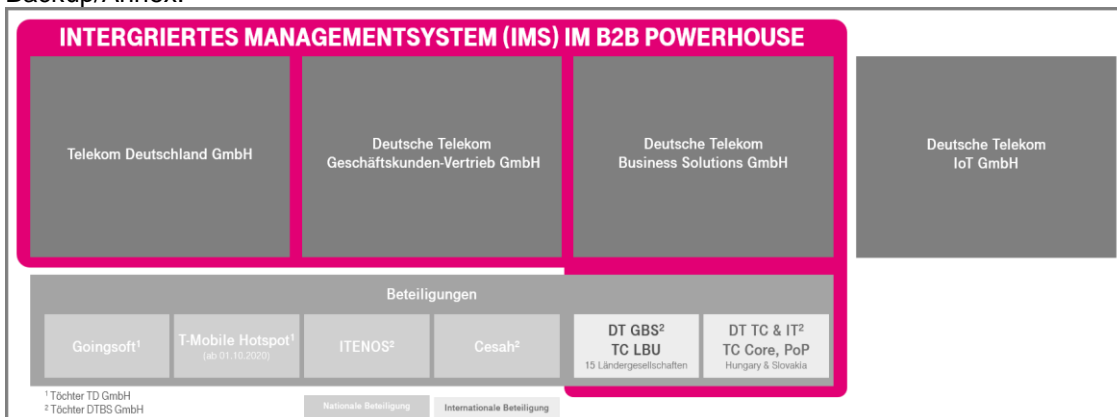 Backup/Annex:
INTERGRIERTES MANAGEMENTSYSTEM (IMS) IM B2B POWERHOUSE
Telekom Deutschland GmbH
Deutsche Telekom
Geschäftskunden-Vertrieb GmbH
Deutsche Telekom
Business Solutions GmbH
Deutsche Telekom
IoT GmbH
Beteiligungen
Goingsoft¹
T-Mobile Hotspot¹
(ab 01.10.2020)
ITENOS²
Cesah²
DT GBS²
TC LBU
15 Ländergesellschaften
DT TC & IT²
TC Core, PoP
Hungary & Slovakia
¹ Töchter TD GmbH
² Töchter DTBS GmbH
Nationale Beteiligung
Internationale Beteiligung